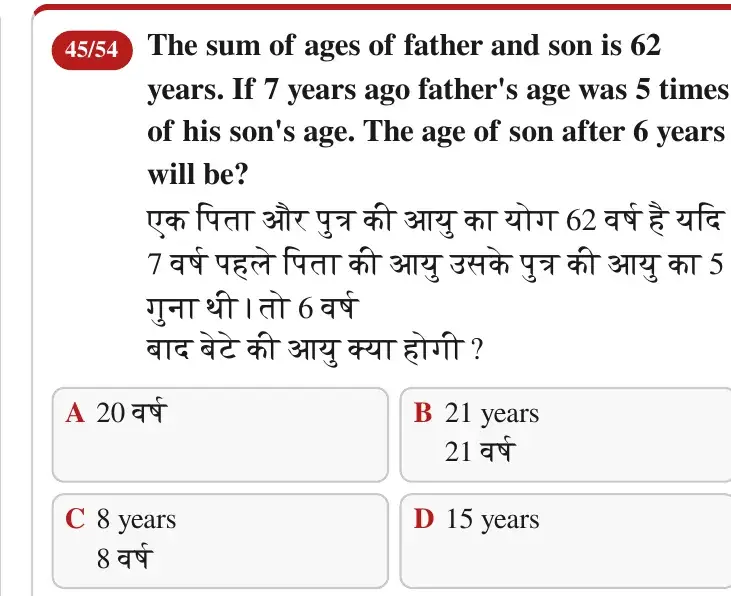 45/54 The sum of ages of father and son is 62
years. If 7 years ago father's age was 5 times
of his son's age. The age of son after 6 years
will be?
एक पिता और पुत्र की आयु का योग 62 वर्ष है यदि
7 वर्ष पहले पिता की आयु उसके पुत्र की आयु का 5
गुना थी। तो 6 वर्ष
बाद बेटे की आयु क्या होगी ?
A 20 वर्ष
B 21 years
21 वर्ष
C 8 years
8 वर्ष
D 15 years